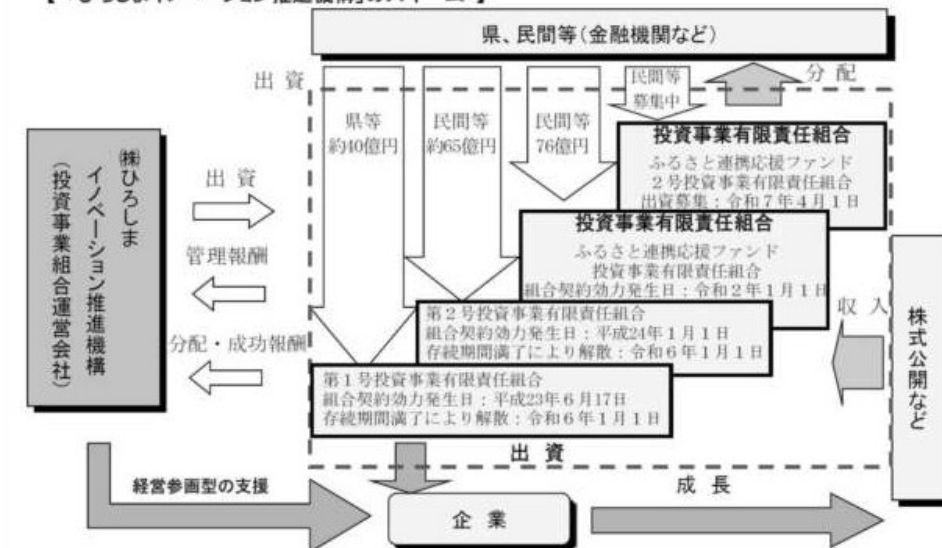 県、民間等(金融機関など)
出 資
分 配
県等
約40億円
民間等
約65億円
民間等
76億円
民間等
募集中
投資事業有限責任組合
ふるさと連携応援ファンド
2号投資事業有限責任組合
出資募集:令和7年4月1日
投資事業有限責任組合
ふるさと連携応援ファンド
投資事業有限責任組合
組合契約効力発生日:令和2年1月1日
第2号投資事業有限責任組合
組合契約効力発生日:平成24年1月1日
存続期間満了により解散:令和6年1月1日
第1号投資事業有限責任組合
組合契約効力発生日:平成23年6月17日
存続期間満了により解散:令和6年1月1日
㈱ひろしま
イノベーション推進機構
(投資事業組合運営会社)
出 資
管理報酬
分配・成功報酬
収 入
株式公開など
出 資
経営参画型の支援
企 業
成 長